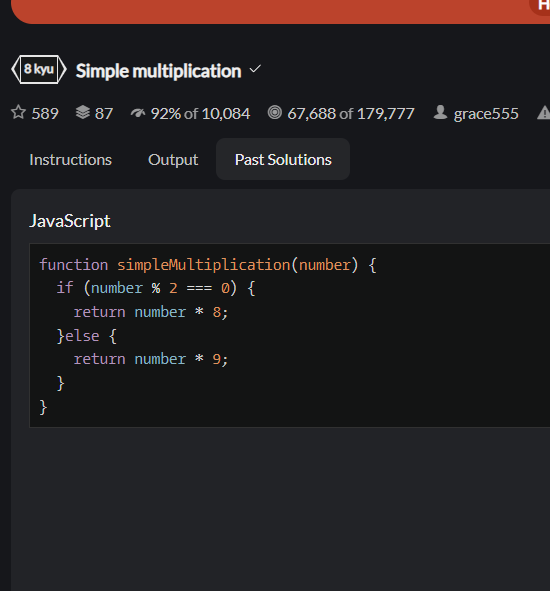 H
8 kyu Simple multiplication
589 87 92% of 10,084 67,688 of 179,777 grace555
Instructions Output Past Solutions
JavaScript
function simpleMultiplication(number) {
  if (number % 2 === 0) {
    return number * 8;
  }else {
    return number * 9;
  }
}